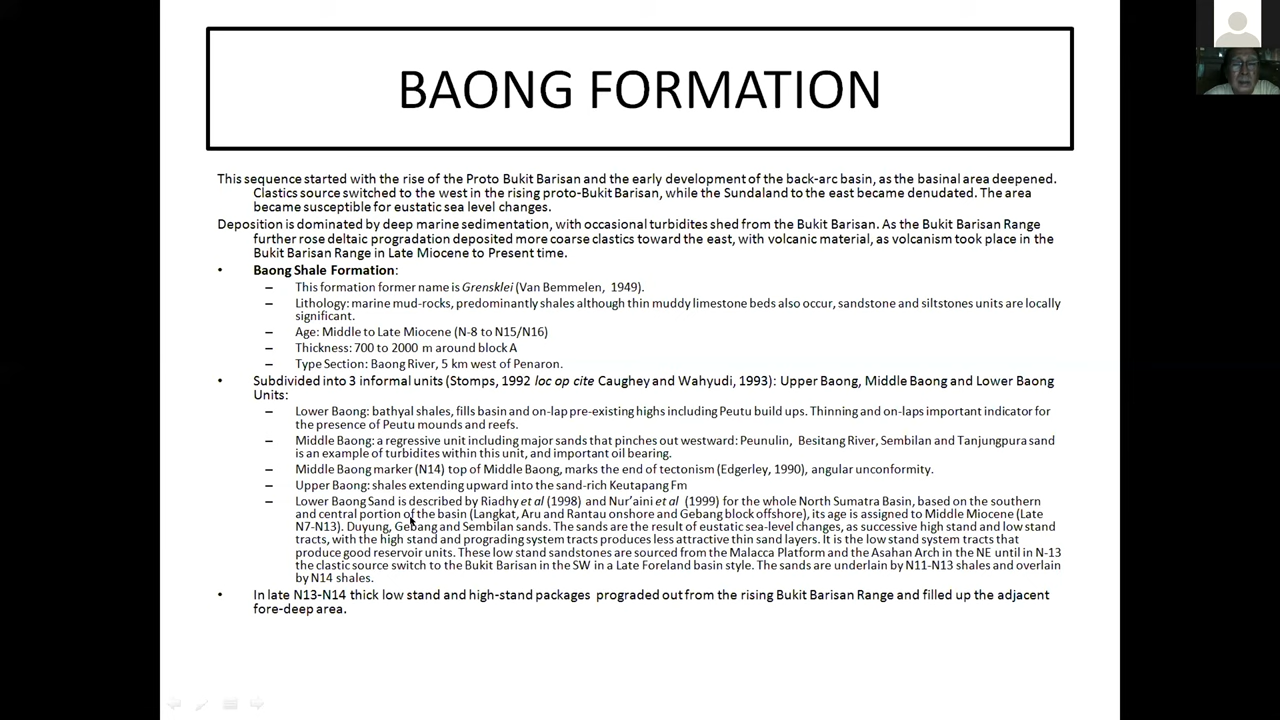 BAONG FORMATION
This sequence started with the rise of the Proto Bukit Barisan and the early development of the back-arc basin, as the basinal area deepened.
Clastics source switched to the west in the rising proto-Bukit Barisan, while the Sundaland to the east became denudated. The area
became susceptible for eustatic sea level changes.
Deposition is dominated by deep marine sedimentation, with occasional turbidites shed from the Bukit Barisan. As the Bukit Barisan Range
further rose deltaic progradation deposited more coarse clastics toward the east, with volcanic material, as volcanism took place in the
Bukit Barisan Range in Late Miocene to Present time.
• Baong Shale Formation:
– This formation former name is Grensklei (Van Bemmelen, 1949).
– Lithology: marine mud-rocks, predominantly shales although thin muddy limestone beds also occur, sandstone and siltstones units are locally
significant.
– Age: Middle to Late Miocene (N-8 to N15/N16)
– Thickness: 700 to 2000 m around block A
– Type Section: Baong River, 5 km west of Penaron.
• Subdivided into 3 informal units (Stomps, 1992 loc op cite Caughey and Wahyudi, 1993): Upper Baong, Middle Baong and Lower Baong
Units:
– Lower Baong: bathyal shales, fills basin and on-lap pre-existing highs including Peutu build ups. Thinning and on-laps important indicator for
the presence of Peutu mounds and reefs.
– Middle Baong: a regressive unit including major sands that pinches out westward: Peunulin, Besitang River, Sembilan and Tanjungpura sand
is an example of turbidites within this unit, and important oil bearing.
– Middle Baong marker (N14) top of Middle Baong, marks the end of tectonism (Edgerley, 1990), angular unconformity.
– Upper Baong: shales extending upward into the sand-rich Keutapang Fm
– Lower Baong Sand is described by Riadhy et al (1998) and Nur'aini et al (1999) for the whole North Sumatra Basin, based on the southern
and central portion of the basin (Langkat, Aru and Rantau onshore and Gebang block offshore), its age is assigned to Middle Miocene (Late
N7-N13). Duyung, Gebang and Sembilan sands. The sands are the result of eustatic sea-level changes, as successive high stand and low stand
tracts, with the high stand and prograding system tracts produces less attractive thin sand layers. It is the low stand system tracts that
produce good reservoir units. These low stand sandstones are sourced from the Malacca Platform and the Asahan Arch in the NE until in N-13
the clastic source switch to the Bukit Barisan in the SW in a Late Foreland basin style. The sands are underlain by N11-N13 shales and overlain
by N14 shales.
• In late N13-N14 thick low stand and high-stand packages prograded out from the rising Bukit Barisan Range and filled up the adjacent
fore-deep area.